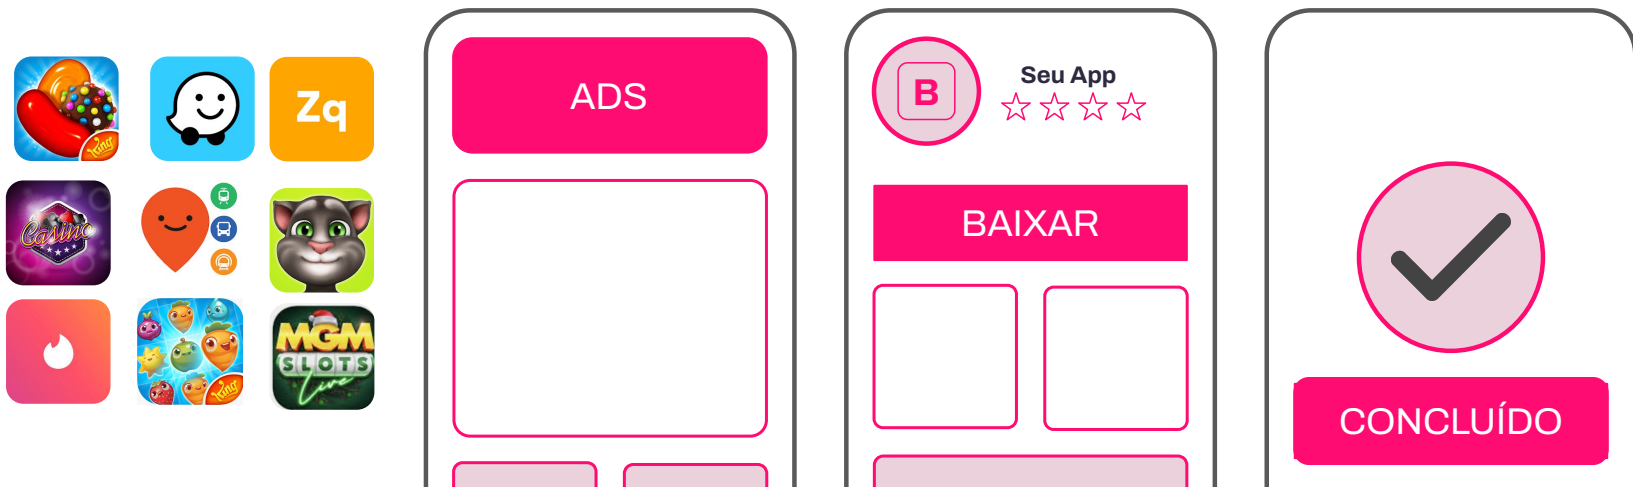 King
Zq
Casino
King
MGM
SLOTS
Live
ADS
B
Seu App
BAIXAR
CONCLUÍDO